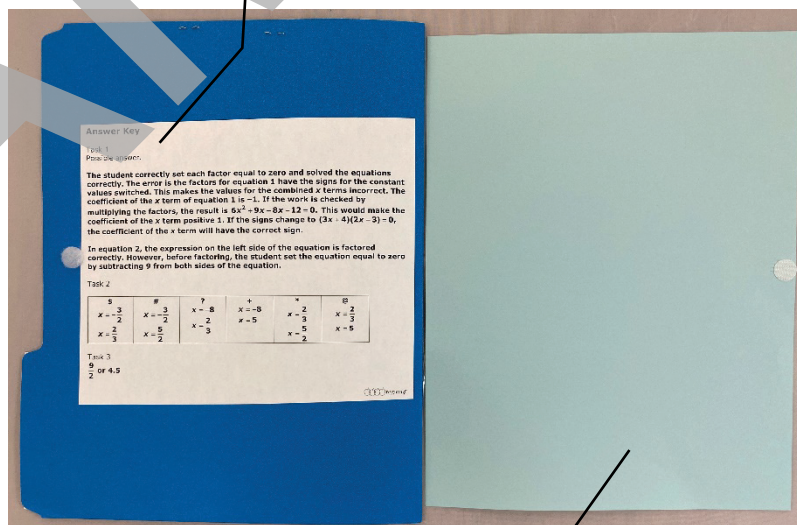 Answer Key
Task 1
Possible answer.
The student correctly set each factor equal to zero and solved the equations
correctly. The error is the factors for equation 1 have the signs for the constant
values switched. This makes the values for the combined x terms incorrect. The
coefficient of the x term of equation 1 is −1. If the work is checked by
multiplying the factors, the result is 6x² + 9x − 8x − 12 = 0. This would make the
coefficient of the x term positive 1. If the signs change to (3x + 4)(2x − 3) = 0,
the coefficient of the x term will have the correct sign.
In equation 2, the expression on the left side of the equation is factored
correctly. However, before factoring, the student set the equation equal to zero
by subtracting 9 from both sides of the equation.
Task 2
# ? + *
x = −3/2 x = −3/2 x = −8 x = −8 x = 2/3 x = 2/3
x = 2/3 x = 5/2 x = 2/3 x = 5 x = 5/2 x = 5
Task 3
9/2 or 4.5